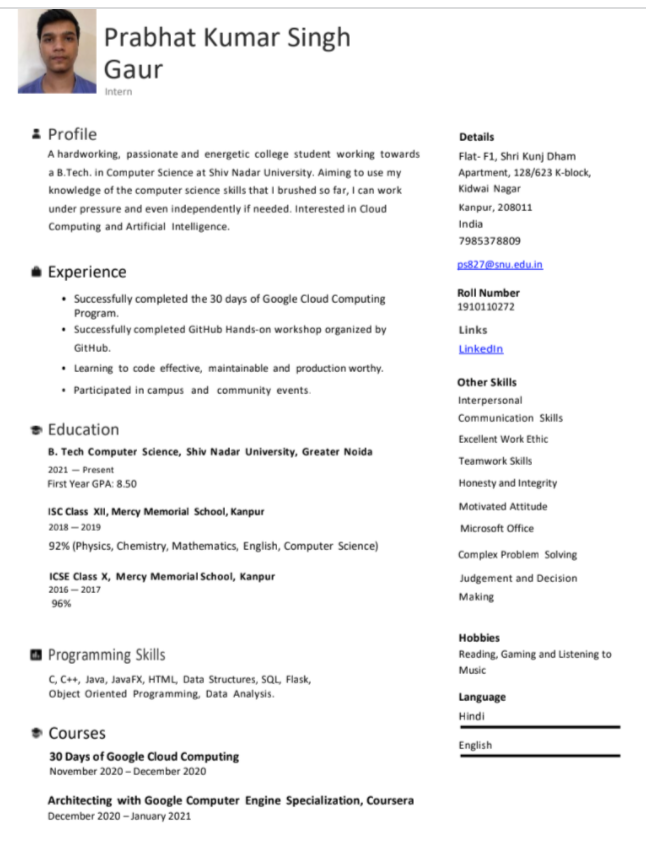 Prabhat Kumar Singh
Gaur
Intern
Profile
A hardworking, passionate and energetic college student working towards
a B.Tech. in Computer Science at Shiv Nadar University. Aiming to use my
knowledge of the computer science skills that I brushed so far, I can work
under pressure and even independently if needed. Interested in Cloud
Computing and Artificial Intelligence.
Experience
• Successfully completed the 30 days of Google Cloud Computing
Program.
• Successfully completed GitHub Hands-on workshop organized by
GitHub.
• Learning to code effective, maintainable and production worthy.
• Participated in campus and community events.
Education
B. Tech Computer Science, Shiv Nadar University, Greater Noida
2021 — Present
First Year GPA: 8.50
ISC Class XII, Mercy Memorial School, Kanpur
2018 — 2019
92% (Physics, Chemistry, Mathematics, English, Computer Science)
ICSE Class X, Mercy Memorial School, Kanpur
2016 — 2017
96%
Programming Skills
C, C++, Java, JavaFX, HTML, Data Structures, SQL, Flask,
Object Oriented Programming, Data Analysis.
Courses
30 Days of Google Cloud Computing
November 2020 – December 2020
Architecting with Google Computer Engine Specialization, Coursera
December 2020 – January 2021
Details
Flat- F1, Shri Kunj Dham
Apartment, 128/623 K-block,
Kidwai Nagar
Kanpur, 208011
India
7985378809
ps827@snu.edu.in
Roll Number
1910110272
Links
LinkedIn
Other Skills
Interpersonal
Communication Skills
Excellent Work Ethic
Teamwork Skills
Honesty and Integrity
Motivated Attitude
Microsoft Office
Complex Problem Solving
Judgement and Decision
Making
Hobbies
Reading, Gaming and Listening to
Music
Language
Hindi
English